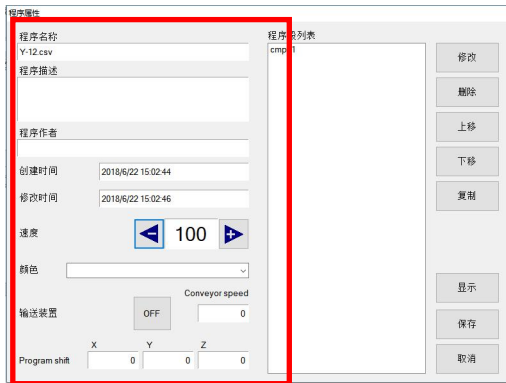 程序属性
程序名称
Y-12.csv
程序描述
程序作者
创建时间 2018/6/22 15:02:44
修改时间 2018/6/22 15:02:46
速度 100
颜色
Conveyor speed
输送装置 OFF 0
X Y Z
Program shift 0 0 0
程序段列表
修改
删除
上移
下移
复制
显示
保存
取消